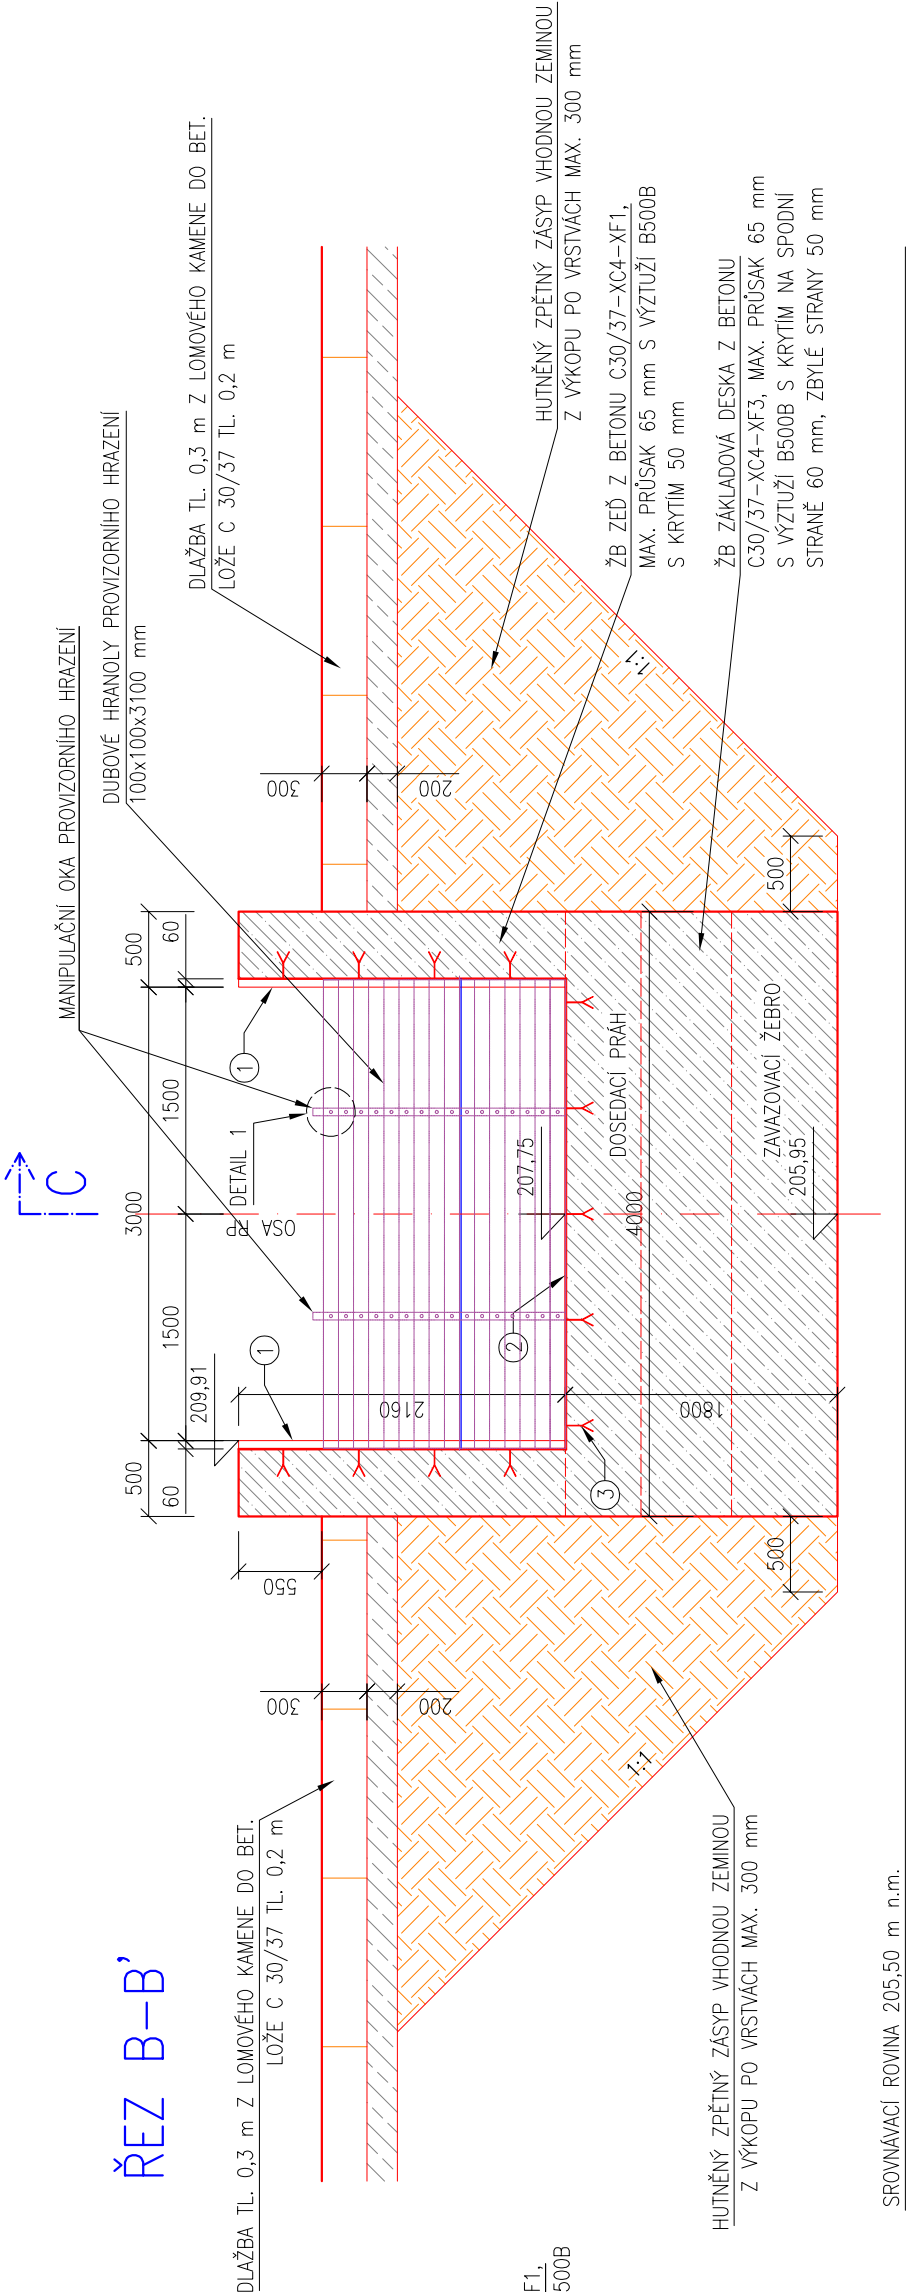 ŘEZ B-B'
C
MANIPULAČNÍ OKA PROVIZORNÍHO HRAZENÍ
DUBOVÉ HRANOLY PROVIZORNÍHO HRAZENÍ
100x100x3100 mm
DLAŽBA TL. 0,3 m Z LOMOVÉHO KAMENE DO BET.
LOŽE C 30/37 TL. 0,2 m
DLAŽBA TL. 0,3 m Z LOMOVÉHO KAMENE DO BET.
LOŽE C 30/37 TL. 0,2 m
500
3000
500
60
1500
1500
60
209,91
1
1
DETAIL 1
OSA PP
550
300
200
300
200
2160
207,75
2
3
DOSEDACÍ PRÁH
4000
1800
ZAVAZOVACÍ ŽEBRO
205,95
500
500
1:1
1:1
HUTNĚNÝ ZPĚTNÝ ZÁSYP VHODNOU ZEMINOU
Z VÝKOPU PO VRSTVÁCH MAX. 300 mm
ŽB ZEĎ Z BETONU C30/37-XC4-XF1,
MAX. PRŮSAK 65 mm S VÝZTUŽÍ B500B
S KRYTÍM 50 mm
ŽB ZÁKLADOVÁ DESKA Z BETONU
C30/37-XC4-XF3, MAX. PRŮSAK 65 mm
S VÝZTUŽÍ B500B S KRYTÍM NA SPODNÍ
STRANĚ 60 mm, ZBYLÉ STRANY 50 mm
HUTNĚNÝ ZPĚTNÝ ZÁSYP VHODNOU ZEMINOU
Z VÝKOPU PO VRSTVÁCH MAX. 300 mm
F1,
500B
SROVNÁVACÍ ROVINA 205,50 m n.m.